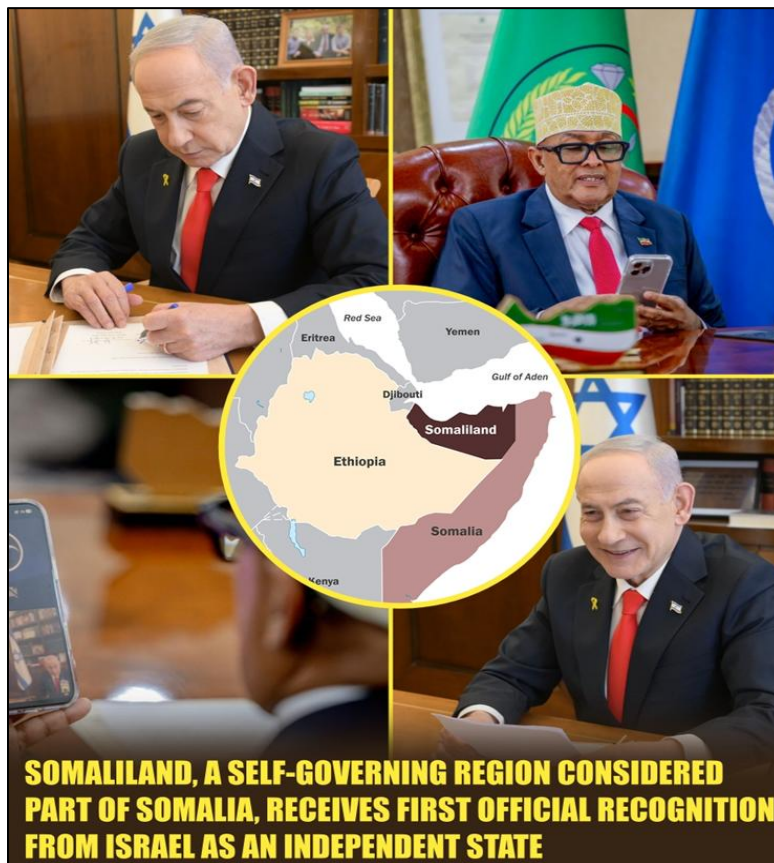 Red Sea
Yemen
Eritrea
Gulf of Aden
Djibouti
Somaliland
Ethiopia
Somalia
Kenya
SOMALILAND, A SELF-GOVERNING REGION CONSIDERED
PART OF SOMALIA, RECEIVES FIRST OFFICIAL RECOGNITION
FROM ISRAEL AS AN INDEPENDENT STATE